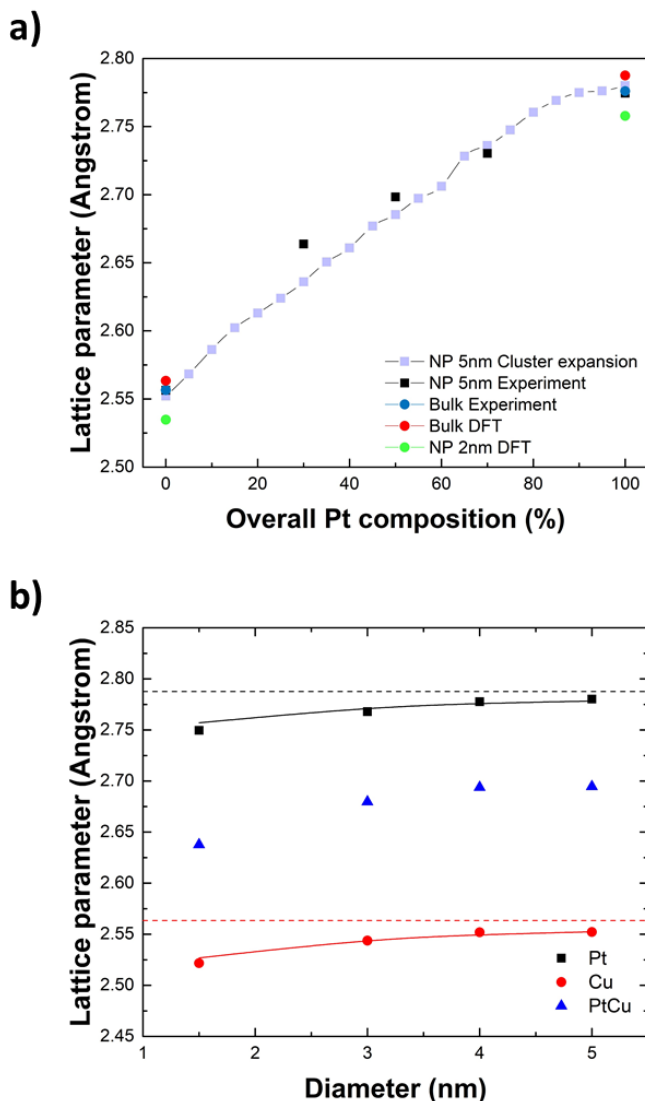 a)
2.80
2.75
2.70
2.65
2.60
2.55
2.50
Lattice parameter (Angstrom)
NP 5nm Cluster expansion
NP 5nm Experiment
Bulk Experiment
Bulk DFT
NP 2nm DFT
0 20 40 60 80 100
Overall Pt composition (%)
b)
2.85
2.80
2.75
2.70
2.65
2.60
2.55
2.50
2.45
Lattice parameter (Angstrom)
Pt
Cu
PtCu
1 2 3 4 5
Diameter (nm)